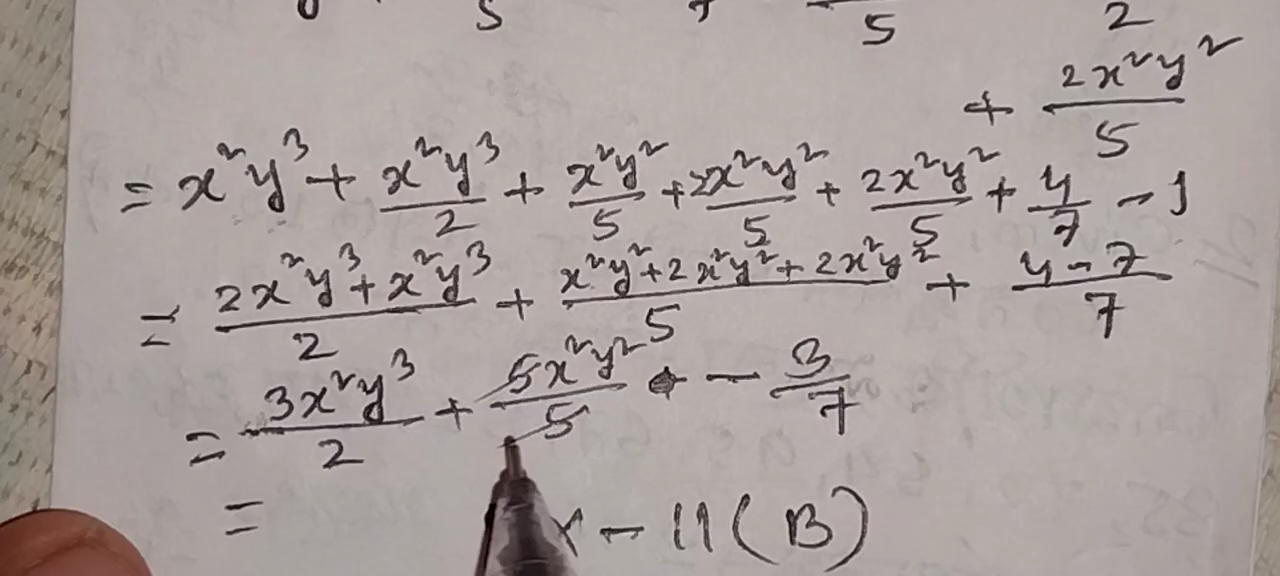 5 5 2
+ 2x²y²/5
= x²y³ + x²y³/2 + x²y²/5 + 2x²y²/5 + 2x²y²/5 + y/7 - 1
= 2x²y³+x²y³/2 + x²y²+2x²y²+2x²y²/5 + 4-7/7
= 3x²y³/2 + 5x²y²/5 - 3/7
= x - 11 (B)